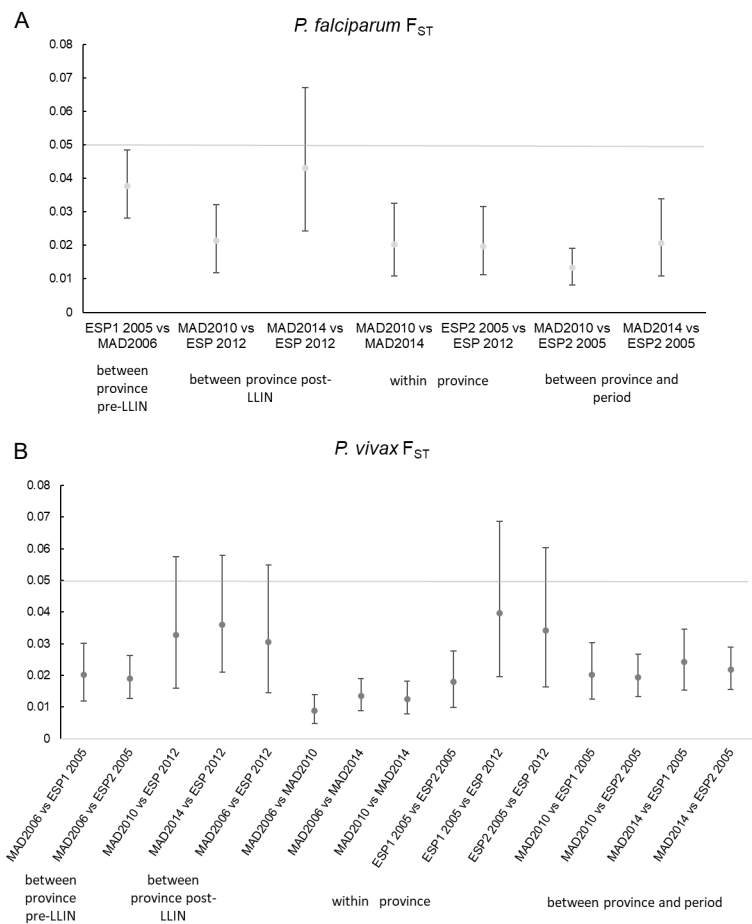 A
P. falciparum FST
0.08
0.07
0.06
0.05
0.04
0.03
0.02
0.01
0
ESP1 2005 vs MAD2006
MAD2010 vs ESP 2012
MAD2014 vs ESP 2012
MAD2010 vs MAD2014
ESP2 2005 vs ESP 2012
MAD2010 vs ESP2 2005
MAD2014 vs ESP2 2005
between province pre-LLIN
between province post-LLIN
within province
between province and period
B
P. vivax FST
0.08
0.07
0.06
0.05
0.04
0.03
0.02
0.01
0
MAD2006 vs ESP1 2005
MAD2006 vs ESP2 2005
MAD2010 vs ESP 2012
MAD2014 vs ESP 2012
MAD2006 vs ESP 2012
MAD2006 vs MAD2010
MAD2006 vs MAD2014
MAD2010 vs MAD2014
ESP1 2005 vs ESP2 2005
ESP1 2005 vs ESP 2012
ESP2 2005 vs ESP 2012
MAD2010 vs ESP1 2005
MAD2010 vs ESP2 2005
MAD2014 vs ESP1 2005
MAD2014 vs ESP2 2005
between province pre-LLIN
between province post-LLIN
within province
between province and period